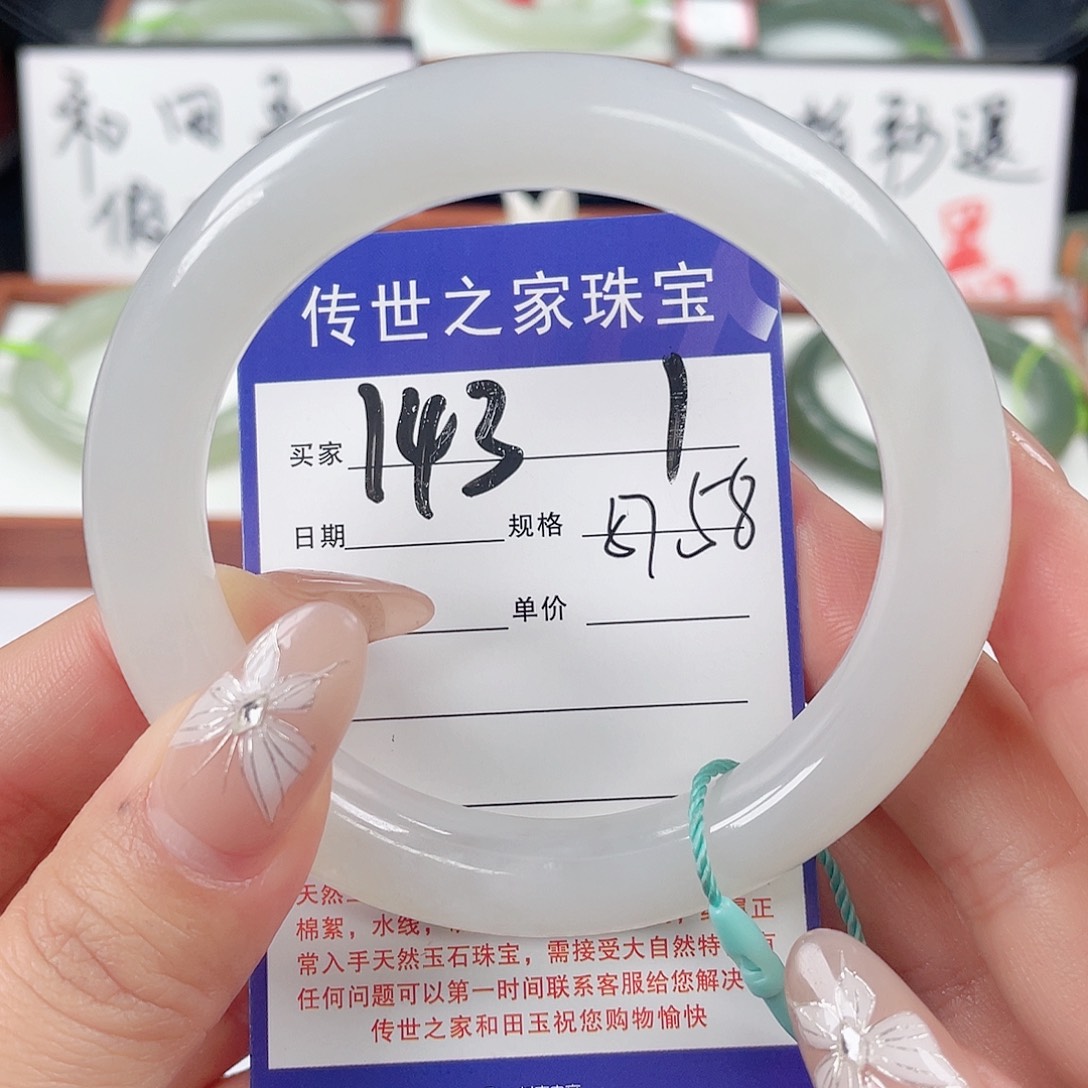 和田玉
彩選
传世之家珠宝
买家 143 1
日期 规格 58
单价
天然
棉絮，水线，
正
常入手天然玉石珠宝，需接受大自然特
任何问题可以第一时间联系客服给您解决
传世之家和田玉祝您购物愉快